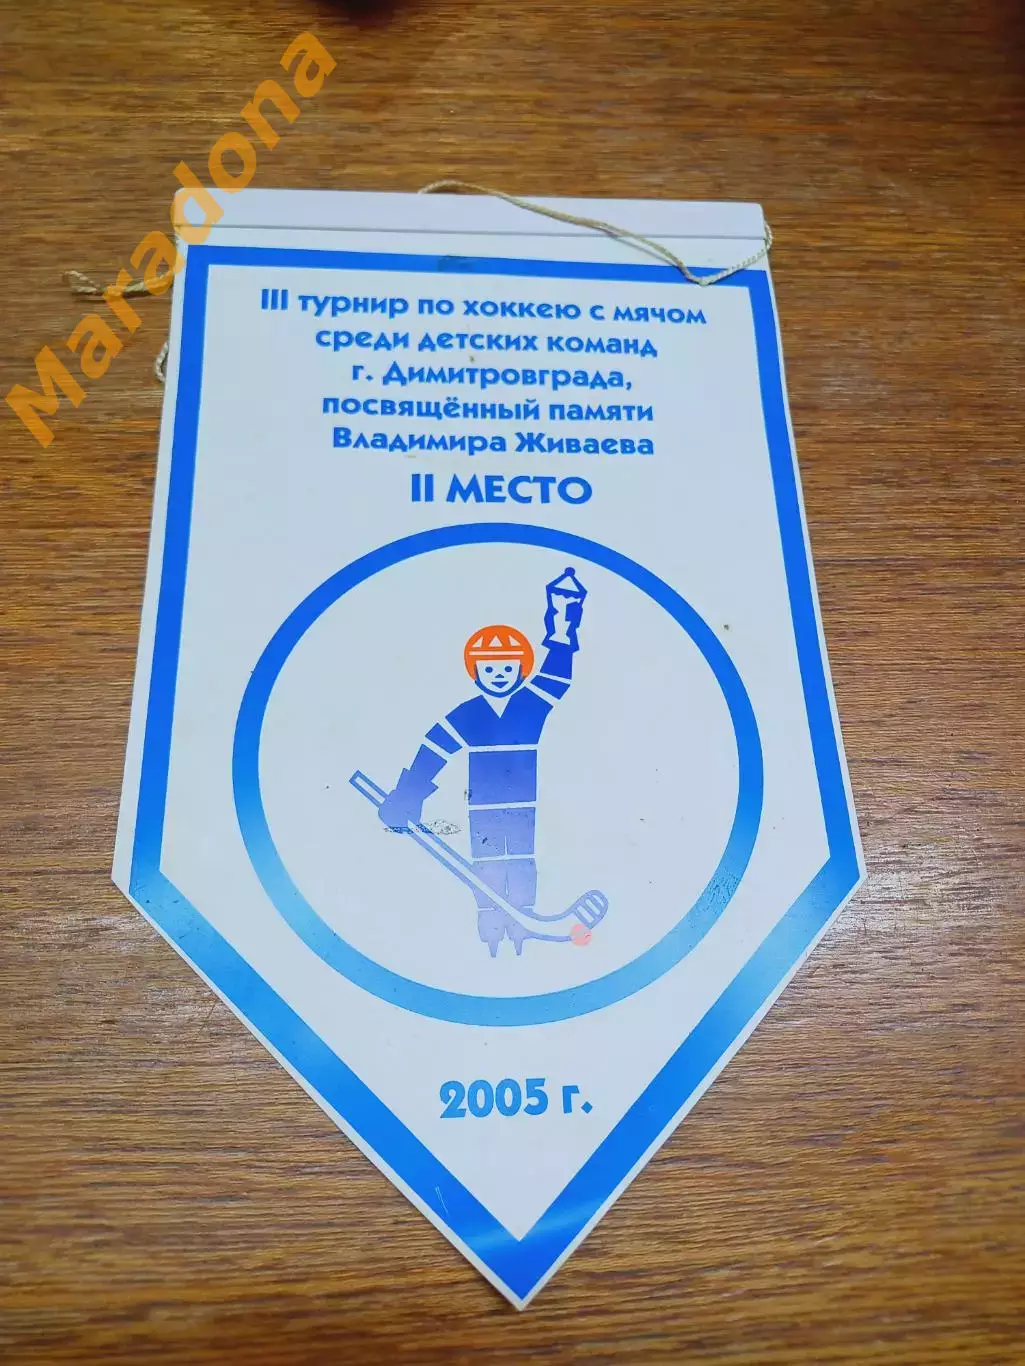 Maradona
III турнир по хоккею с мячом
среди детских команд
г. Димитровграда,
посвящённый памяти
Владимира Живаева
II МЕСТО
2005 г.